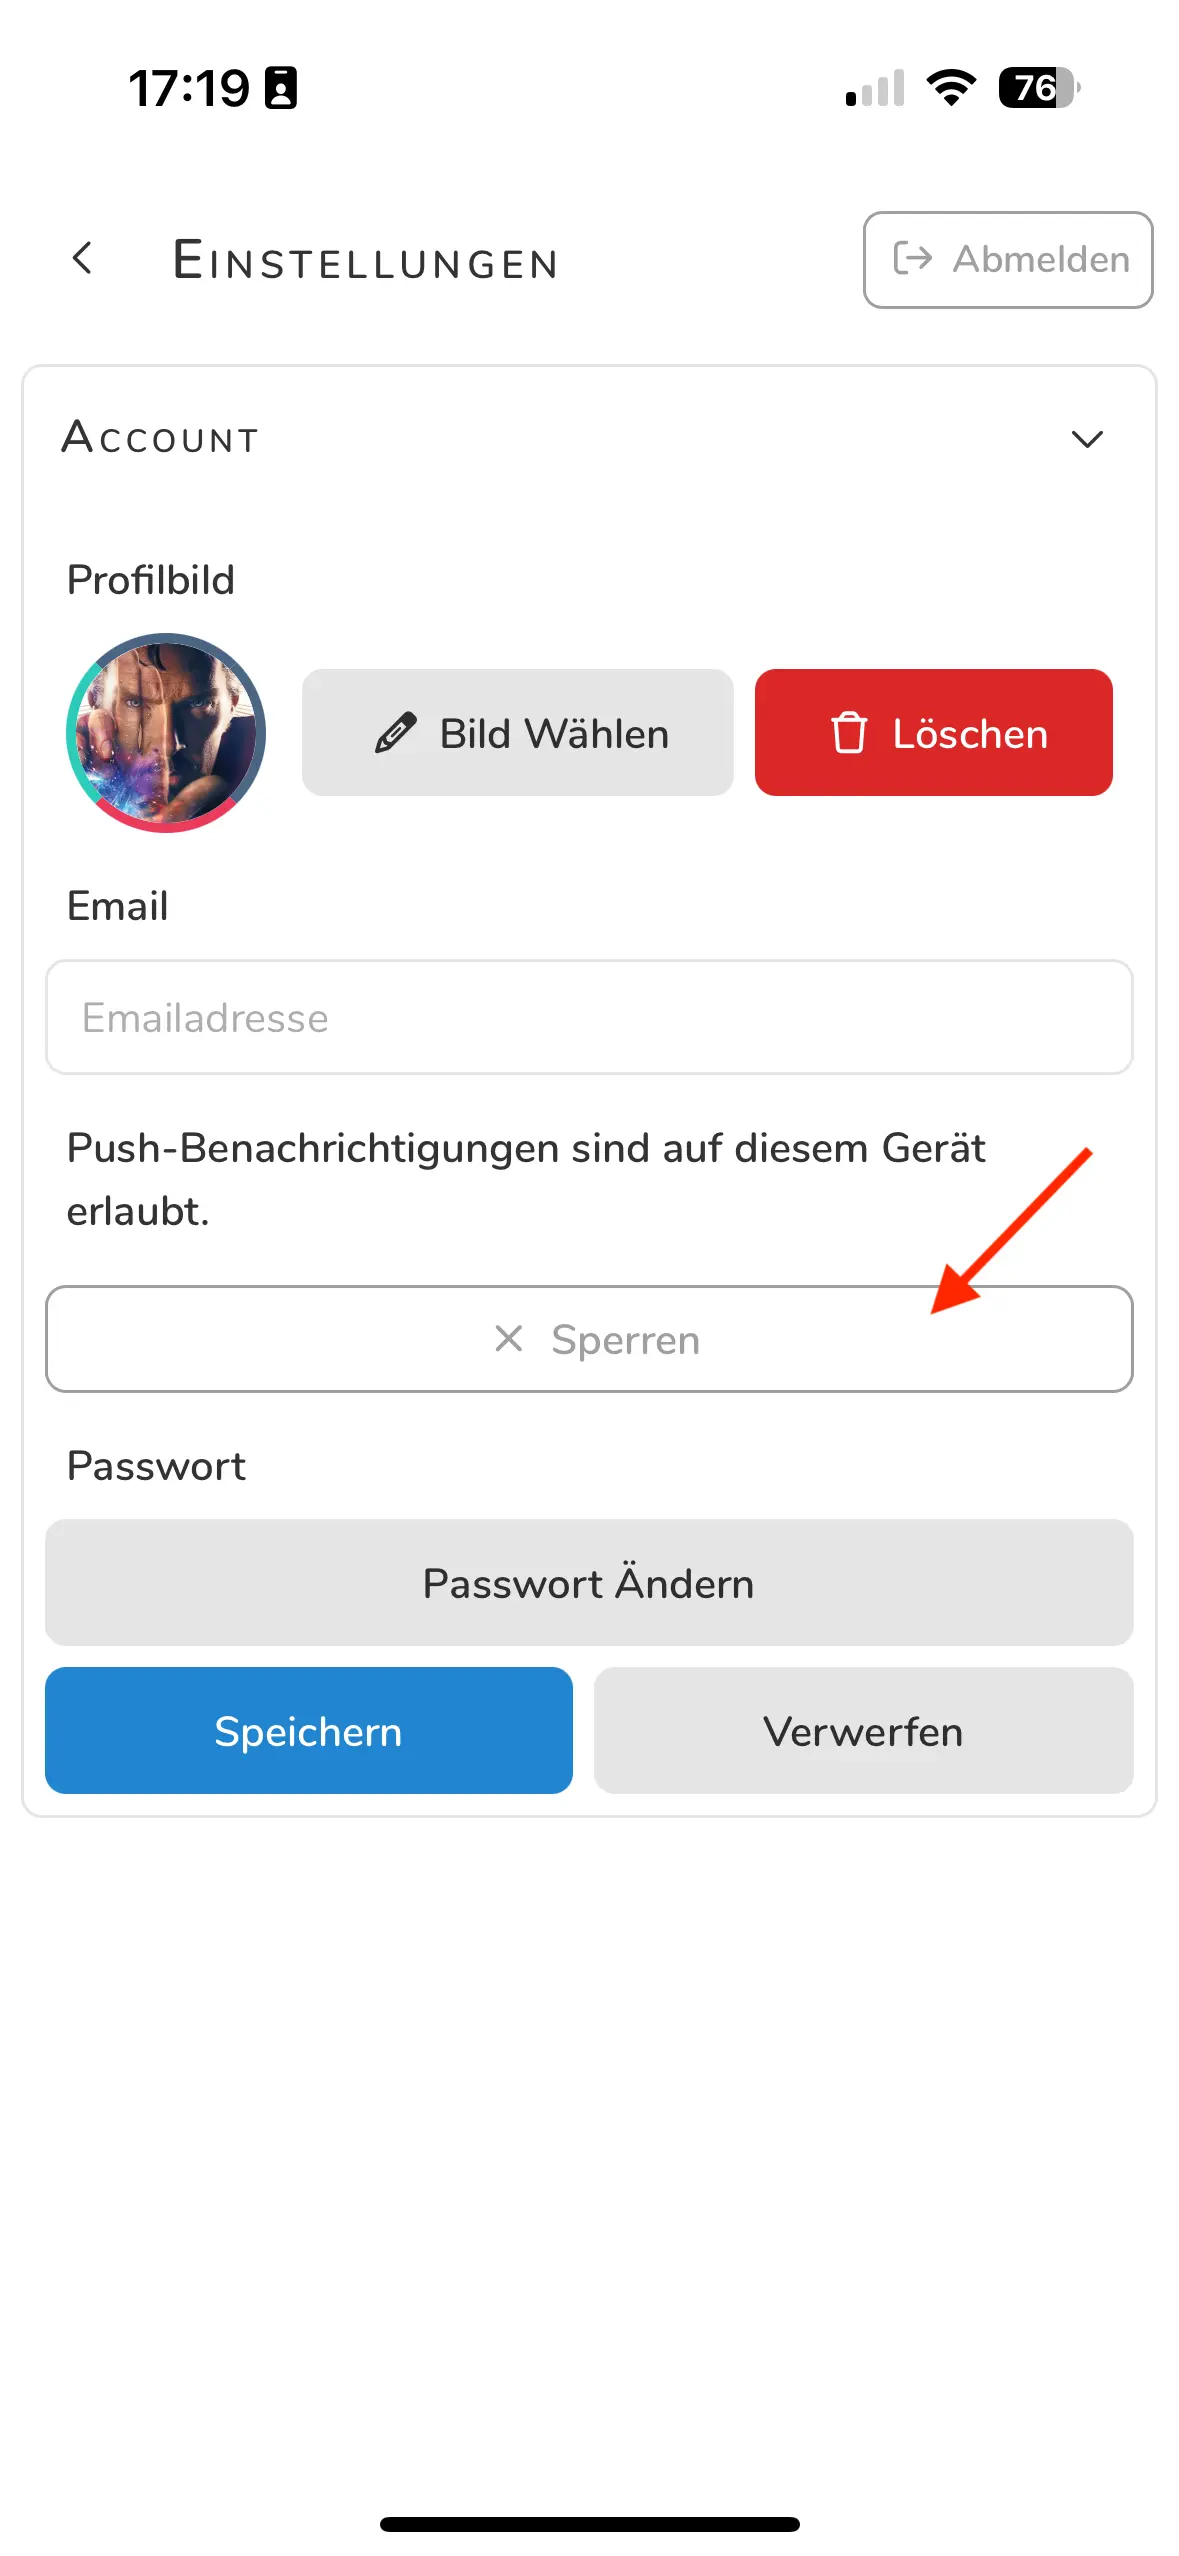 17:19
76
Einstellungen
Abmelden
Account
Profilbild
Bild Wählen
Löschen
Email
Emailadresse
Push-Benachrichtigungen sind auf diesem Gerät
erlaubt.
Sperren
Passwort
Passwort Ändern
Speichern
Verwerfen